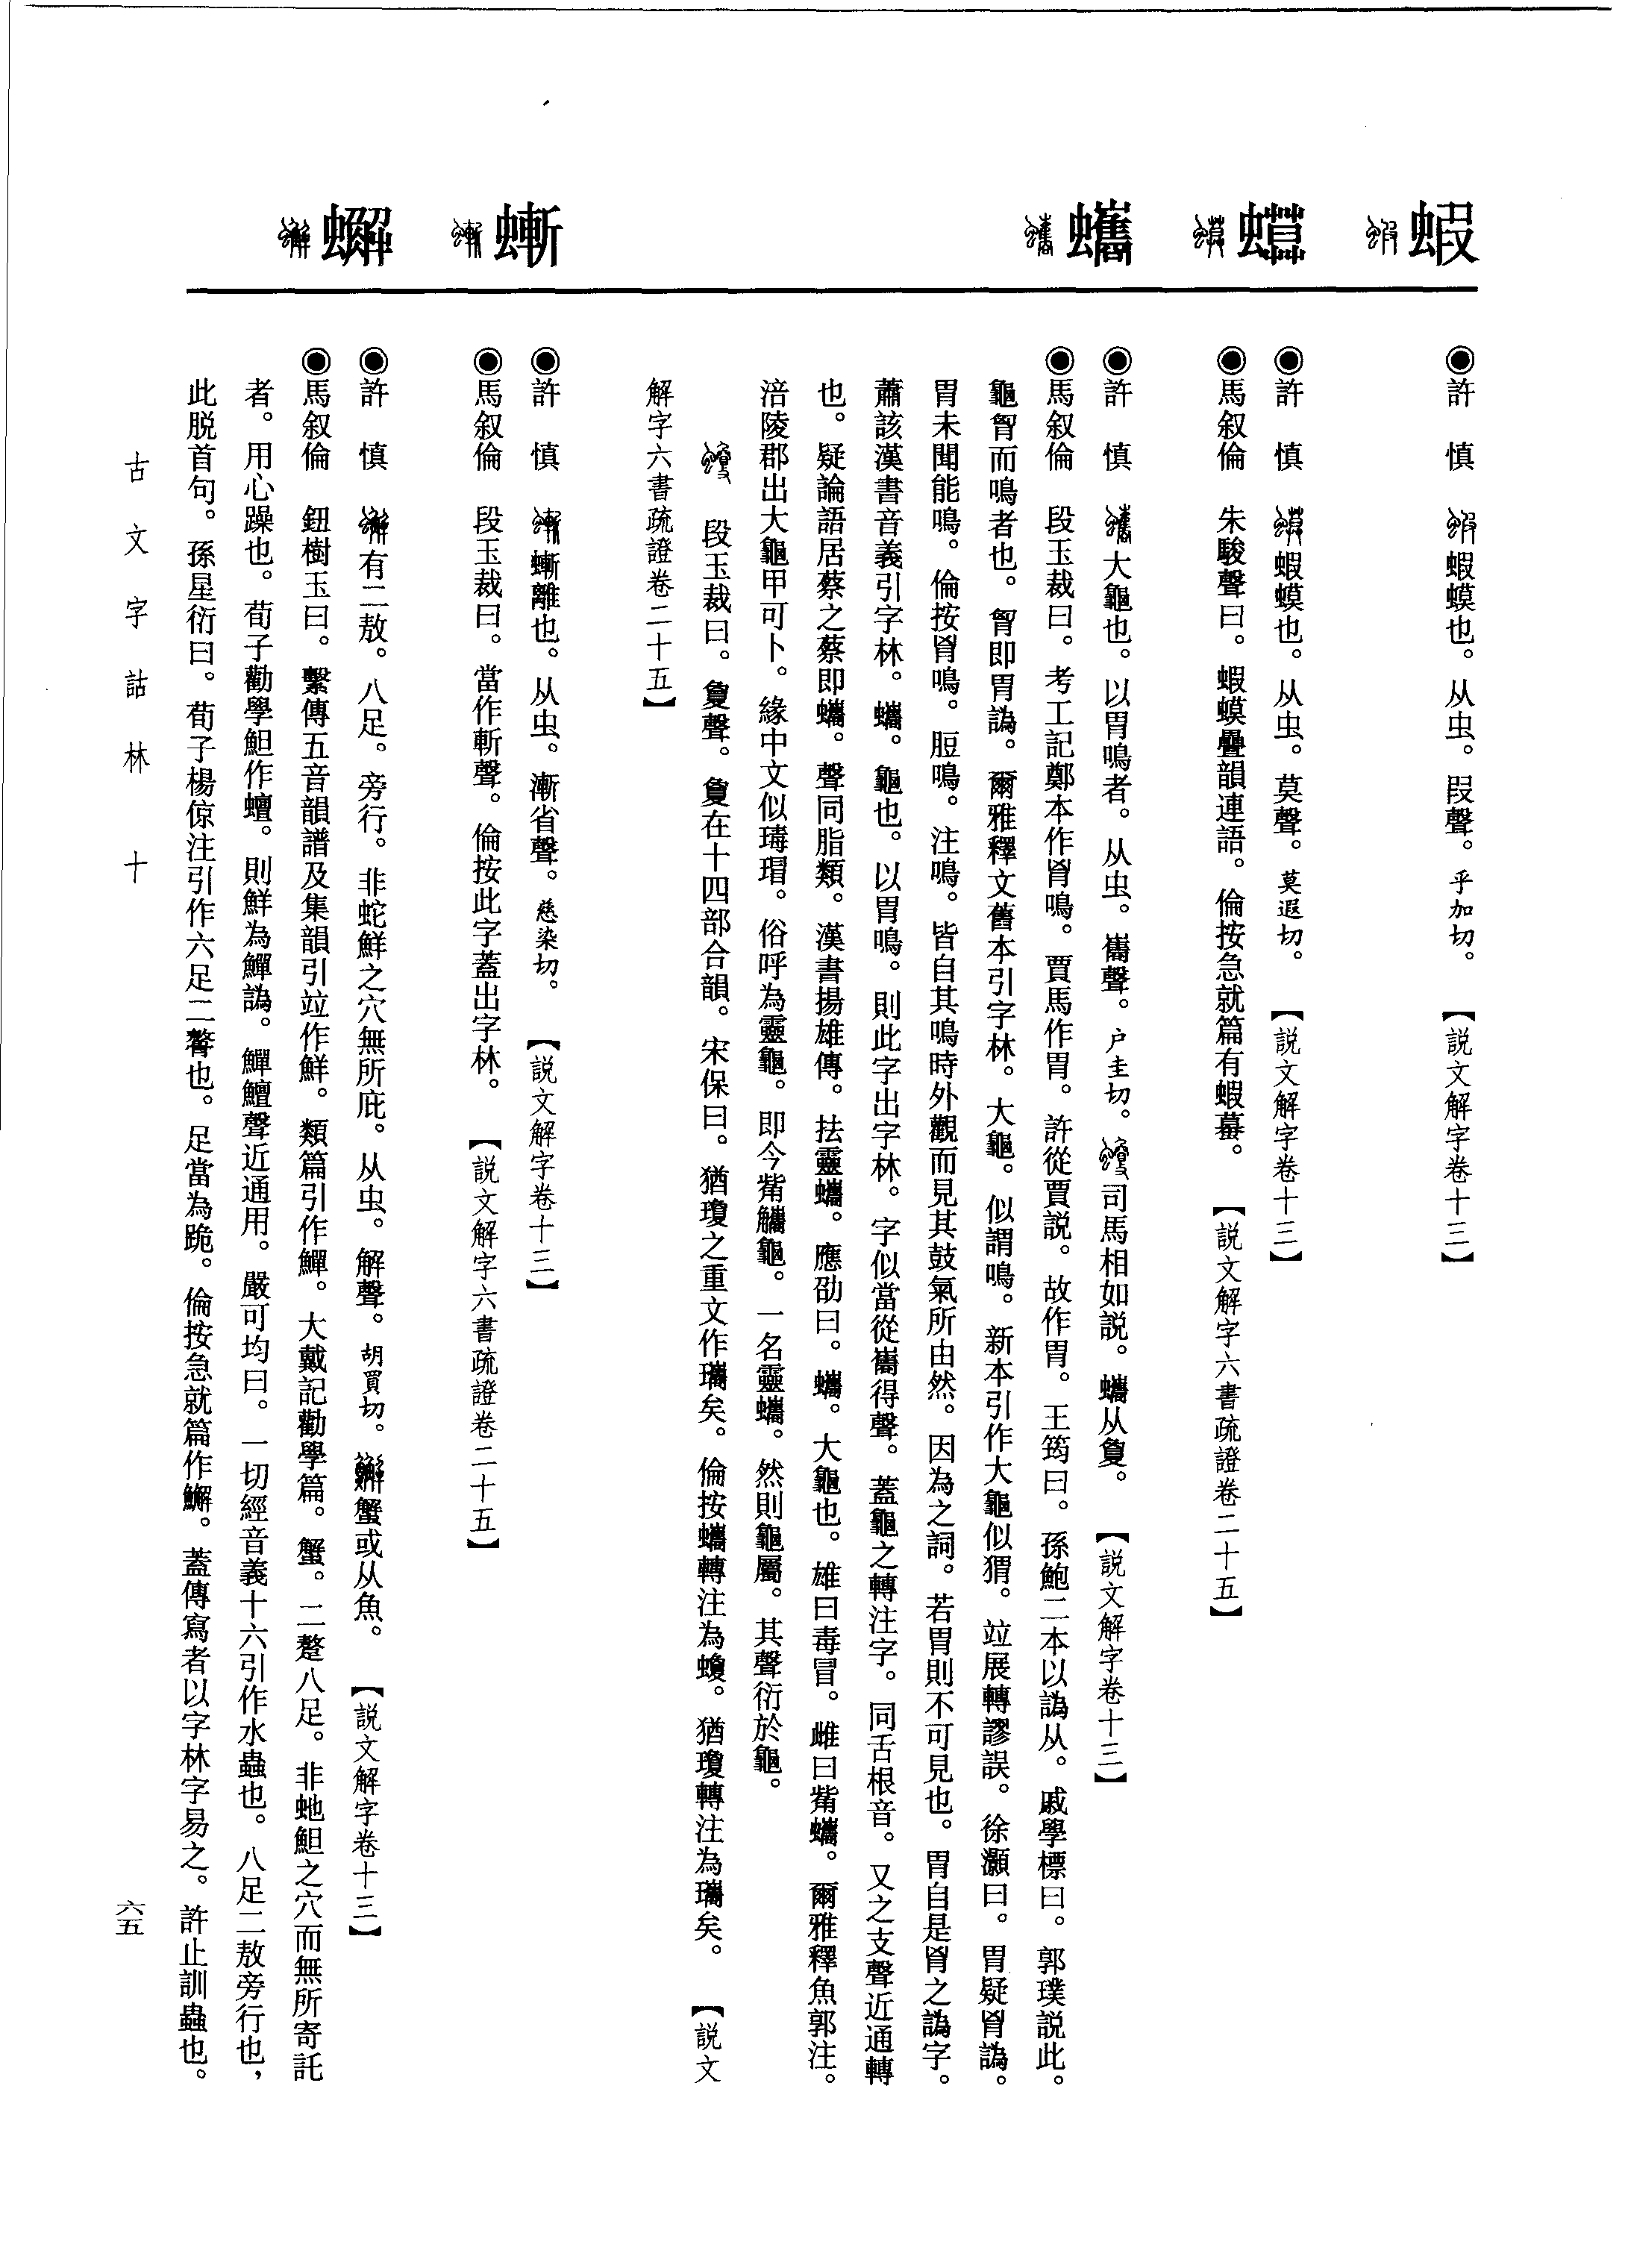 蝦
蟆
蠵
螹
蠏
◉許　慎　蝦蟆也。从虫。叚聲。乎加切。　【説文解字卷十三】
◉許　慎　蝦蟆也。从虫。莫聲。莫遐切。　【説文解字卷十三】
◉馬叙倫　朱駿聲曰。蝦蟆疊韻連語。倫按急就篇有蝦蟇。　【説文解字六書疏證卷二十五】
◉許　慎　大龜也。以胃鳴者。从虫。巂聲。户圭切。司馬相如説。蠵从敻。　【説文解字卷十三】
◉馬叙倫　段玉裁曰。考工記鄭本作胷鳴。賈馬作胃。許從賈説。故作胃。王筠曰。孫鮑二本以譌从。戚學標曰。郭璞説此。
龜胷而鳴者也。胷即胃譌。爾雅釋文舊本引字林。大龜。似謂鳴。新本引作大龜似猬。竝展轉謬誤。徐灝曰。胃疑胷譌。
胃未聞能鳴。倫按胷鳴。脰鳴。注鳴。皆自其鳴時外觀而見其鼓氣所由然。因為之詞。若胃則不可見也。胃自是胷之譌字。
蕭該漢書音義引字林。蠵。龜也。以胃鳴。則此字出字林。字似當從巂得聲。蓋龜之轉注字。同舌根音。又之支聲近通轉
也。疑論語居蔡之蔡即蠵。聲同脂類。漢書揚雄傳。抾靈蠵。應劭曰。蠵。大龜也。雄曰毒冒。雌曰觜蠵。爾雅釋魚郭注。
涪陵郡出大龜甲可卜。緣中文似瑇瑁。俗呼為靈龜。即今觜蠵龜。一名靈蠵。然則龜屬。其聲衍於龜。
段玉裁曰。敻聲。敻在十四部合韻。宋保曰。猶瓊之重文作瓗矣。倫按蠵轉注為蟧。猶瓊轉注為瓗矣。　【説文
解字六書疏證卷二十五】
◉許　慎　螹離也。从虫。漸省聲。慈染切。　【説文解字卷十三】
◉馬叙倫　段玉裁曰。當作斬聲。倫按此字蓋出字林。　【説文解字六書疏證卷二十五】
◉許　慎　有二敖。八足。旁行。非蛇鮮之穴無所庇。从虫。解聲。胡買切。蟹或从魚。　【説文解字卷十三】
◉馬叙倫　鈕樹玉曰。繫傳五音韻譜及集韻引竝作鮮。類篇引作鱓。大戴記勸學篇。蟹。二螯八足。非虵䱇之穴而無所寄託
者。用心躁也。荀子勸學䱇作蟺。則鮮為鱓譌。鱓鱣聲近通用。嚴可均曰。一切經音義十六引作水蟲也。八足二敖旁行也，
此脱首句。孫星衍曰。荀子楊倞注引作六足二螯也。足當為跪。倫按急就篇作蠏。蓋傳寫者以字林字易之。許止訓蟲也。
古文字詁林　十
六五